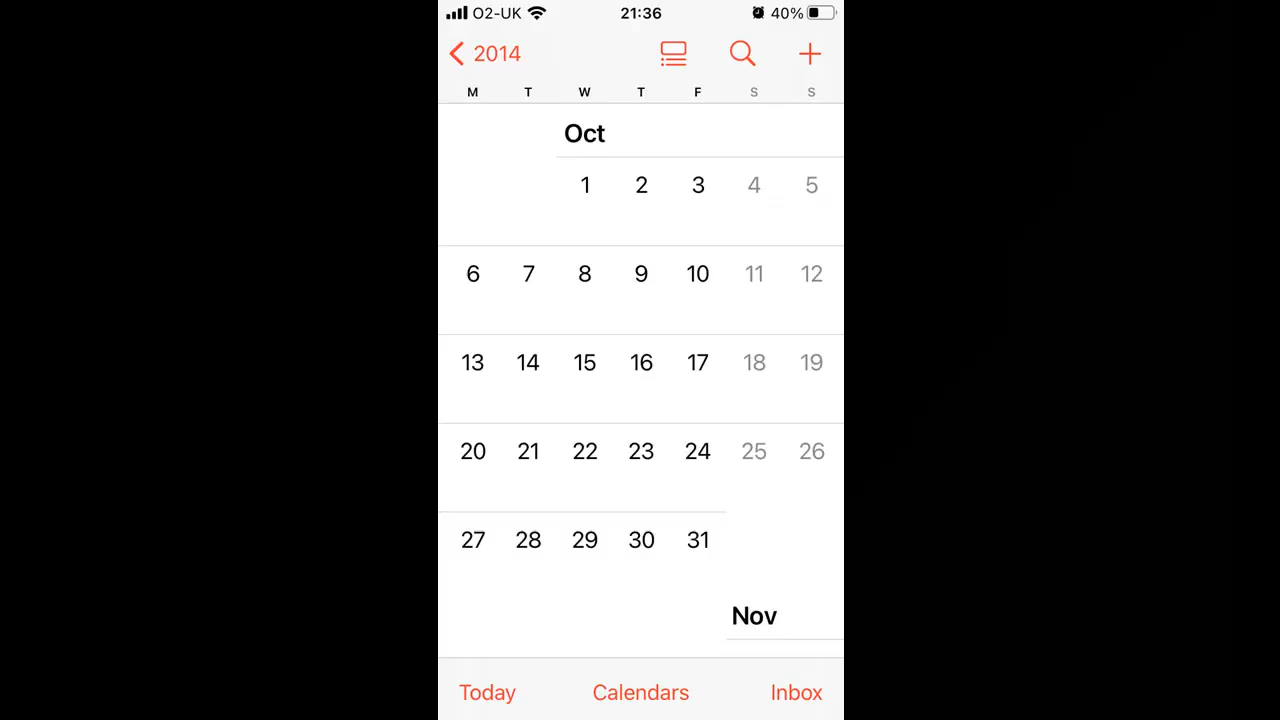 O2-UK 21:36 40%
2014
M T W T F S S
Oct
1 2 3 4 5
6 7 8 9 10 11 12
13 14 15 16 17 18 19
20 21 22 23 24 25 26
27 28 29 30 31
Nov
Today Calendars Inbox